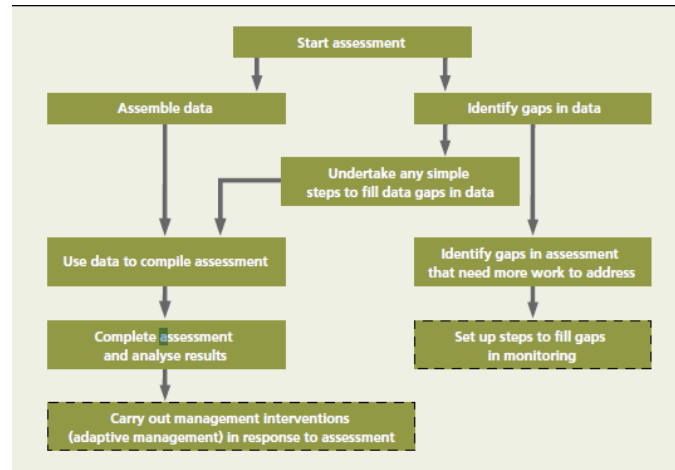 Start assessment
Assemble data
Identify gaps in data
Undertake any simple
steps to fill data gaps in data
Use data to compile assessment
Identify gaps in assessment
that need more work to address
Complete assessment
and analyse results
Set up steps to fill gaps
in monitoring
Carry out management interventions
(adaptive management) in response to assessment